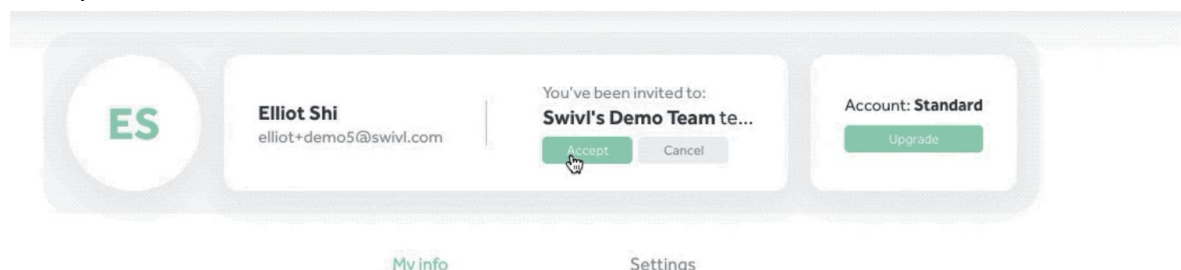 ES
Elliot Shi
elliot+demo5@swivl.com
You've been invited to:
Swivl's Demo Team te...
Accept
Cancel
Account: Standard
Upgrade
My info
Settings